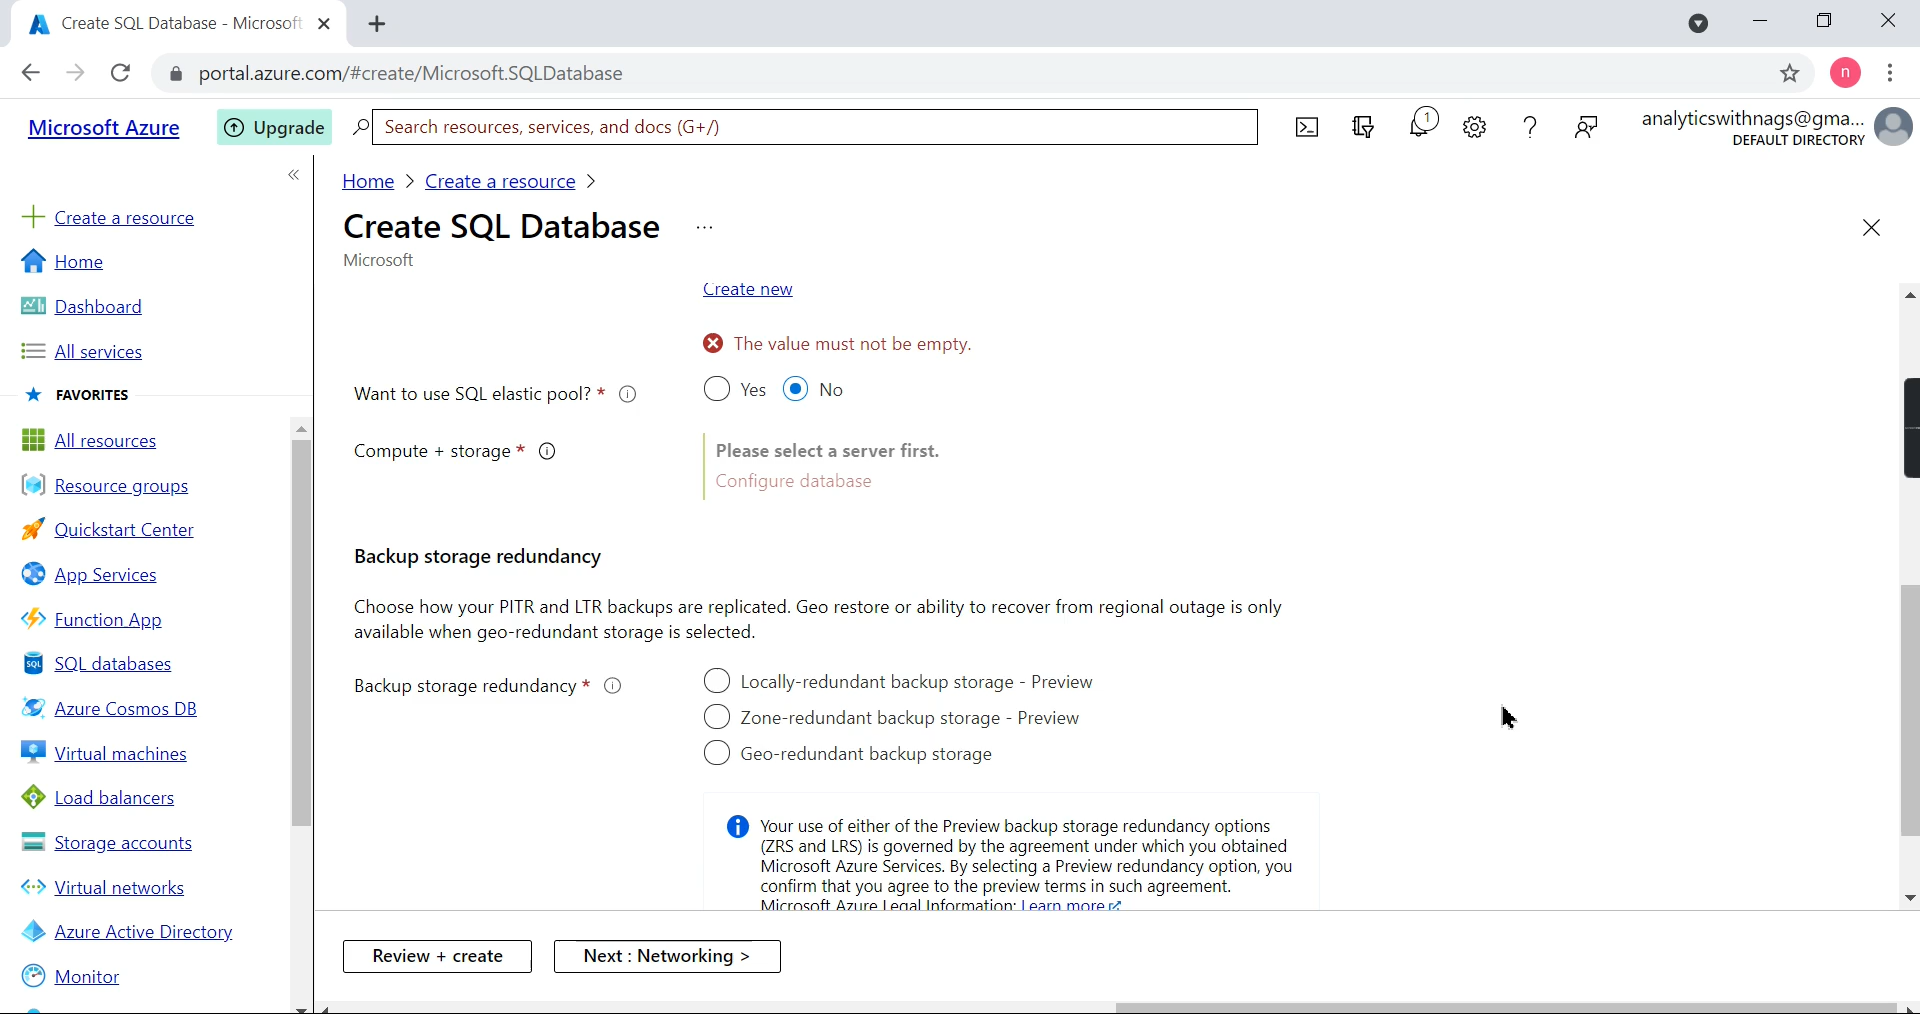 Create SQL Database - Microsoft
portal.azure.com/#create/Microsoft.SQLDatabase
n
Microsoft Azure
Upgrade
Search resources, services, and docs (G+/)
1
analyticswithnags@gma...
DEFAULT DIRECTORY
Home > Create a resource >
Create a resource
Create SQL Database ...
Microsoft
Home
Dashboard
All services
FAVORITES
All resources
Resource groups
Quickstart Center
App Services
Function App
SQL databases
SQL
Azure Cosmos DB
Virtual machines
Load balancers
Storage accounts
Virtual networks
Azure Active Directory
Monitor
Create new
The value must not be empty.
Want to use SQL elastic pool? * Yes No
Compute + storage * Please select a server first.
Configure database
Backup storage redundancy
Choose how your PITR and LTR backups are replicated. Geo restore or ability to recover from regional outage is only
available when geo-redundant storage is selected.
Backup storage redundancy * Locally-redundant backup storage - Preview
Zone-redundant backup storage - Preview
Geo-redundant backup storage
Your use of either of the Preview backup storage redundancy options
(ZRS and LRS) is governed by the agreement under which you obtained
Microsoft Azure Services. By selecting a Preview redundancy option, you
confirm that you agree to the preview terms in such agreement.
Microsoft Azure Legal Information: Learn more
Review + create
Next : Networking >